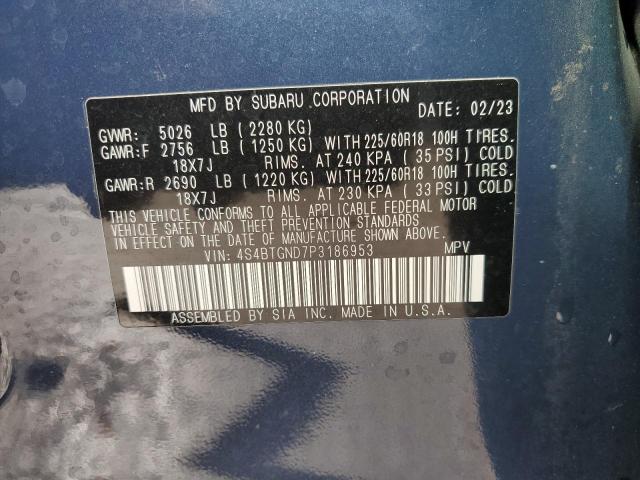 MFD BY SUBARU CORPORATION DATE: 02/23
GVWR: 5026 LB ( 2280 KG)
GAWR:F 2756 LB ( 1250 KG) WITH 225/60R18 100H TIRES.
18X7J RIMS. AT 240 KPA ( 35 PSI) COLD
GAWR:R 2690 LB ( 1220 KG) WITH 225/60R18 100H TIRES.
18X7J RIMS. AT 230 KPA ( 33 PSI) COLD
THIS VEHICLE CONFORMS TO ALL APPLICABLE FEDERAL MOTOR
VEHICLE SAFETY AND THEFT PREVENTION STANDARDS
IN EFFECT ON THE DATE OF MANUFACTURE SHOWN ABOVE.
VIN: 4S4BTGND7P3186953 MPV
ASSEMBLED BY SIA INC. MADE IN U.S.A.